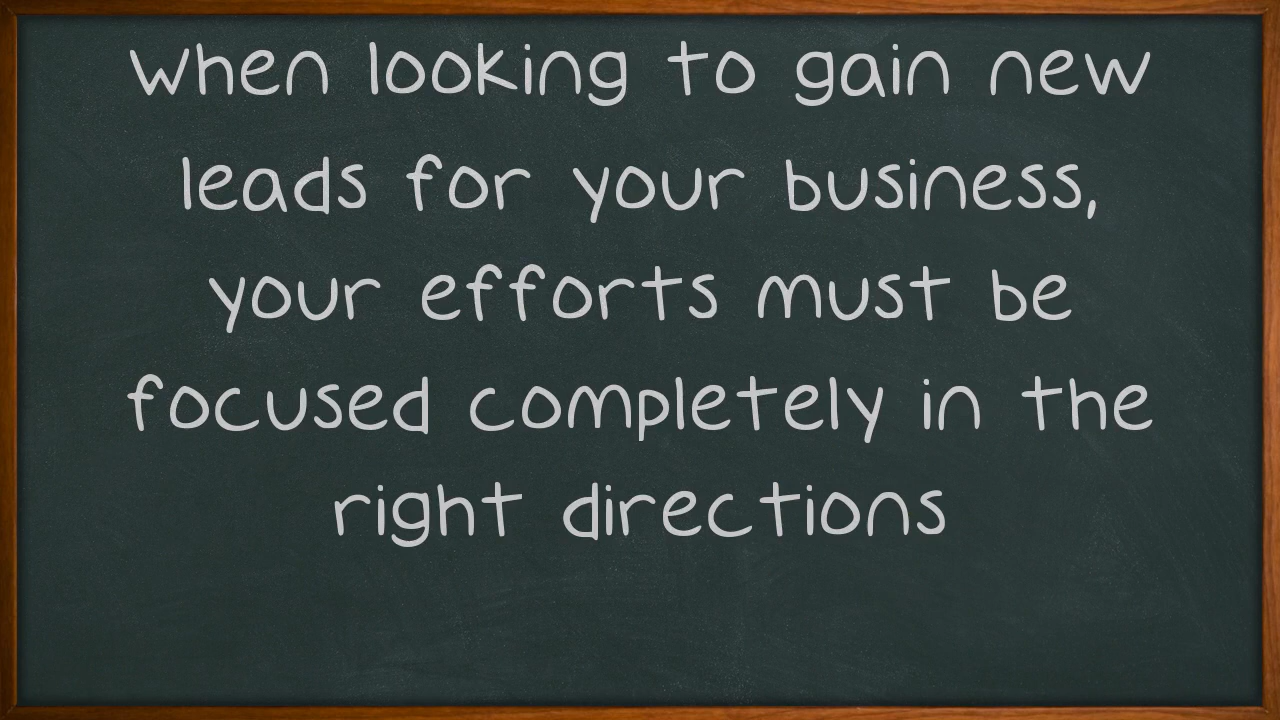 When looking to gain new
leads for your business,
your efforts must be
focused completely in the
right directions